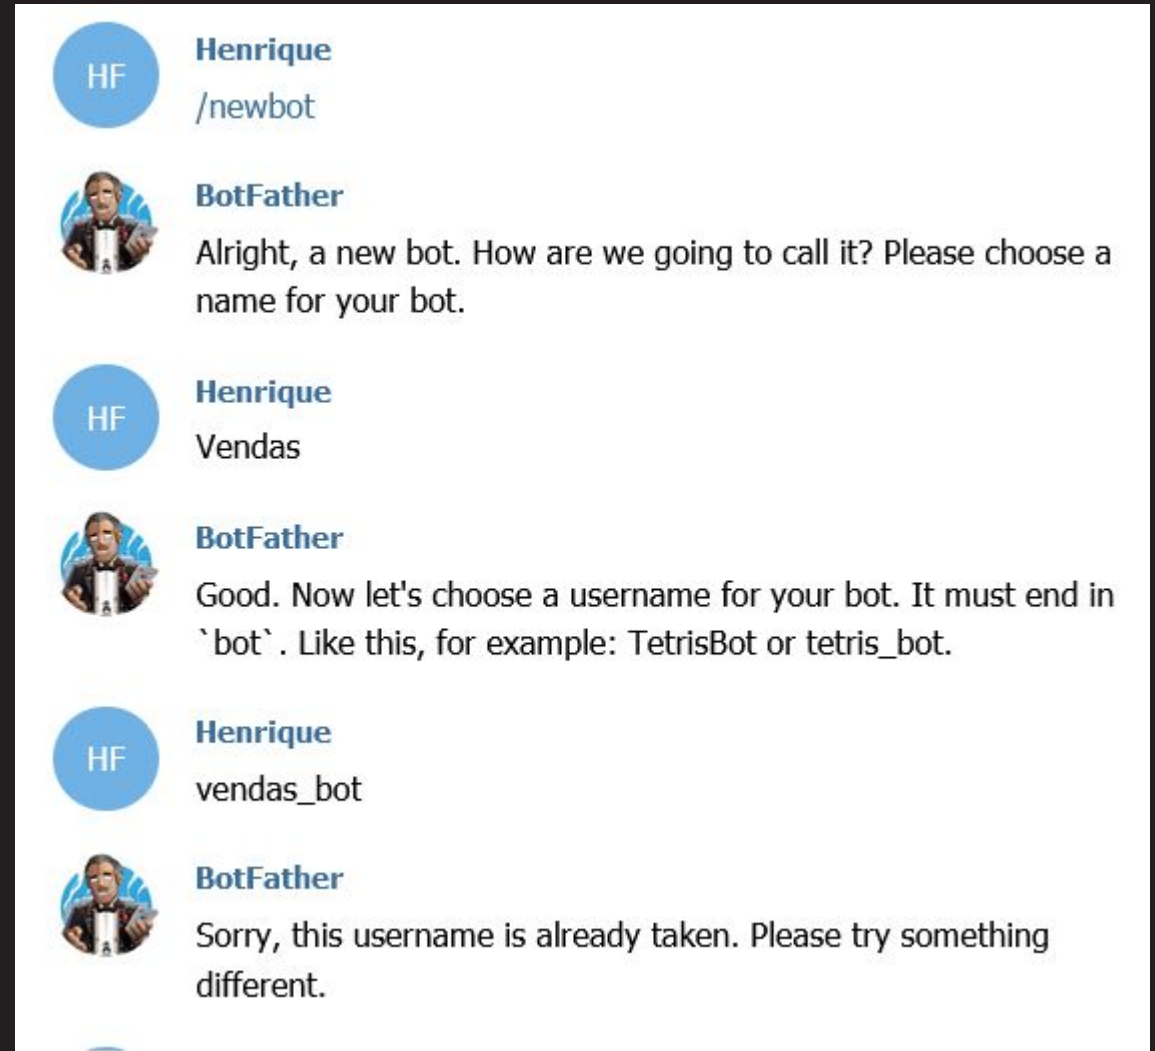 HF
Henrique
/newbot
BotFather
Alright, a new bot. How are we going to call it? Please choose a
name for your bot.
HF
Henrique
Vendas
BotFather
Good. Now let's choose a username for your bot. It must end in
`bot`. Like this, for example: TetrisBot or tetris_bot.
HF
Henrique
vendas_bot
BotFather
Sorry, this username is already taken. Please try something
different.